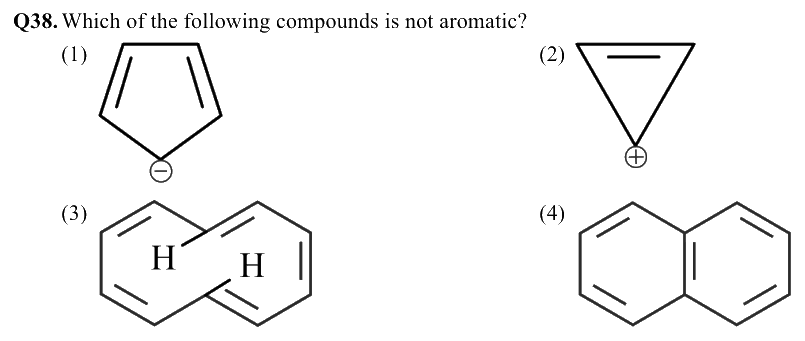 Q38. Which of the following compounds is not aromatic?
(1) ⊖
(2) ⊕
(3) H H
(4)